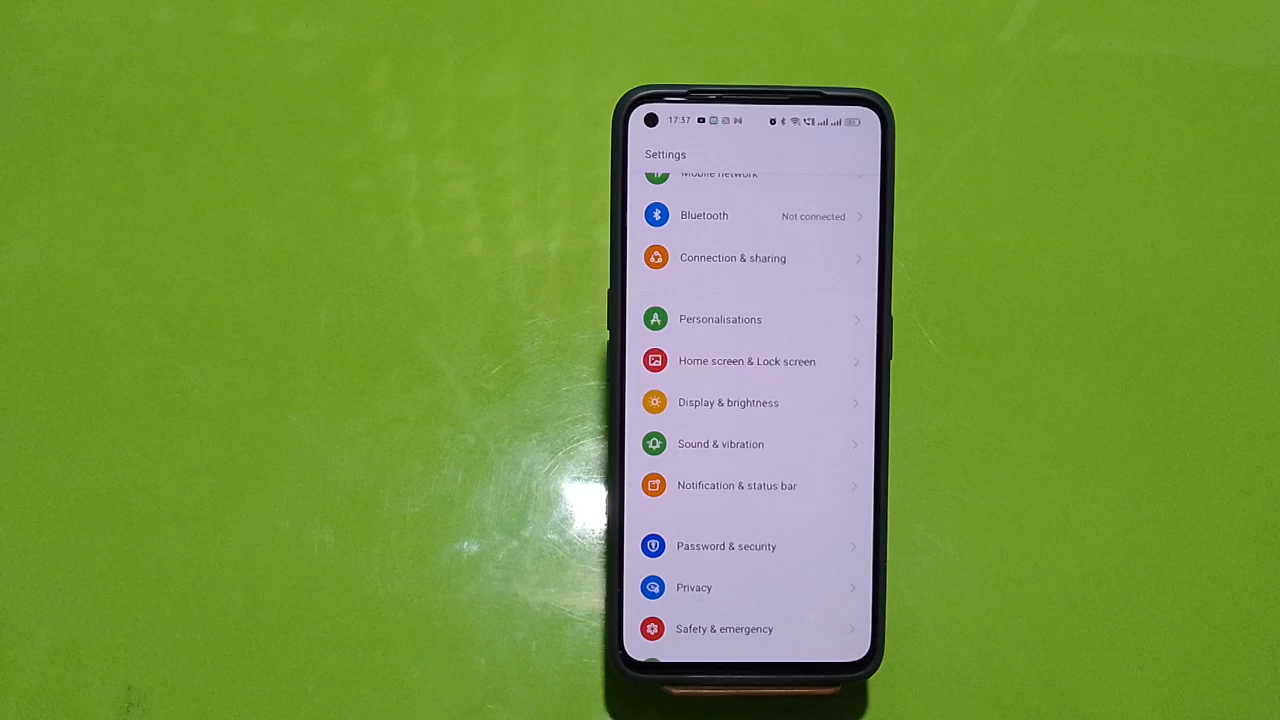 17:37
Settings
Mobile network
Bluetooth Not connected
Connection & sharing
Personalisations
Home screen & Lock screen
Display & brightness
Sound & vibration
Notification & status bar
Password & security
Privacy
Safety & emergency